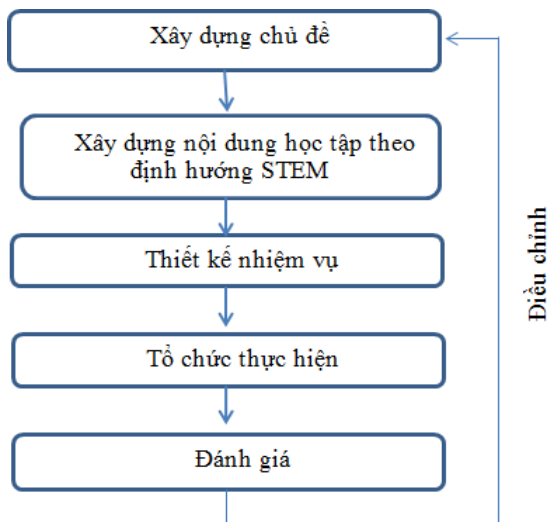 Xây dựng chủ đề
Xây dựng nội dung học tập theo
định hướng STEM
Thiết kế nhiệm vụ
Tổ chức thực hiện
Đánh giá
Điều chỉnh